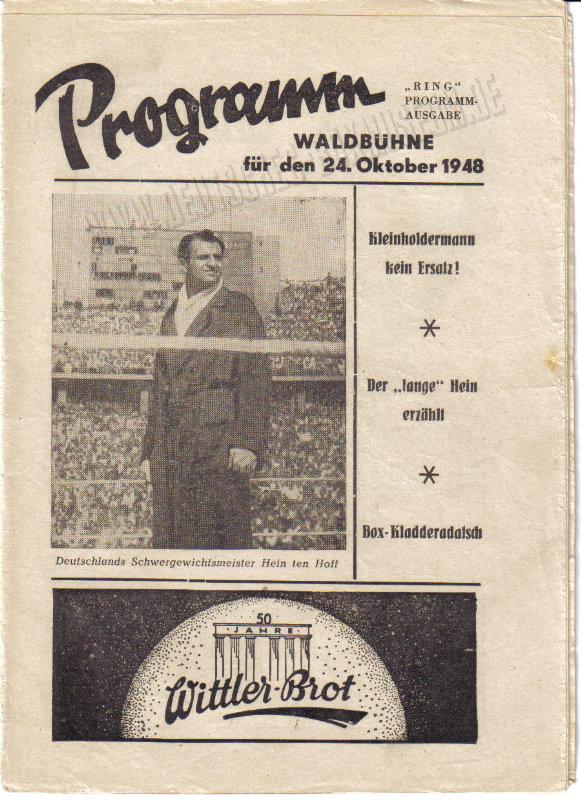 Programm
„RING"
PROGRAMM-
AUSGABE
WALDBÜHNE
für den 24. Oktober 1948
Kleinholdermann
kein Ersatz!
Der „lange" Hein
erzählt
Box-Kladderadatsch
Deutschlands Schwergewichtsmeister Hein ten Hoff
50
JAHRE
Wittler-Brot